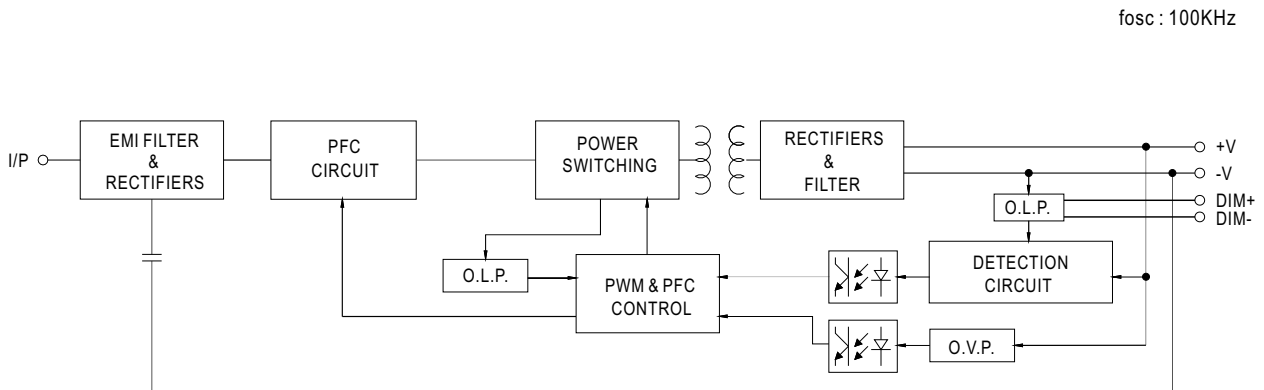 fosc : 100KHz
I/P
EMI FILTER
&
RECTIFIERS
PFC
CIRCUIT
POWER
SWITCHING
RECTIFIERS
&
FILTER
+V
-V
DIM+
DIM-
O.L.P.
O.L.P.
PWM & PFC
CONTROL
DETECTION
CIRCUIT
O.V.P.